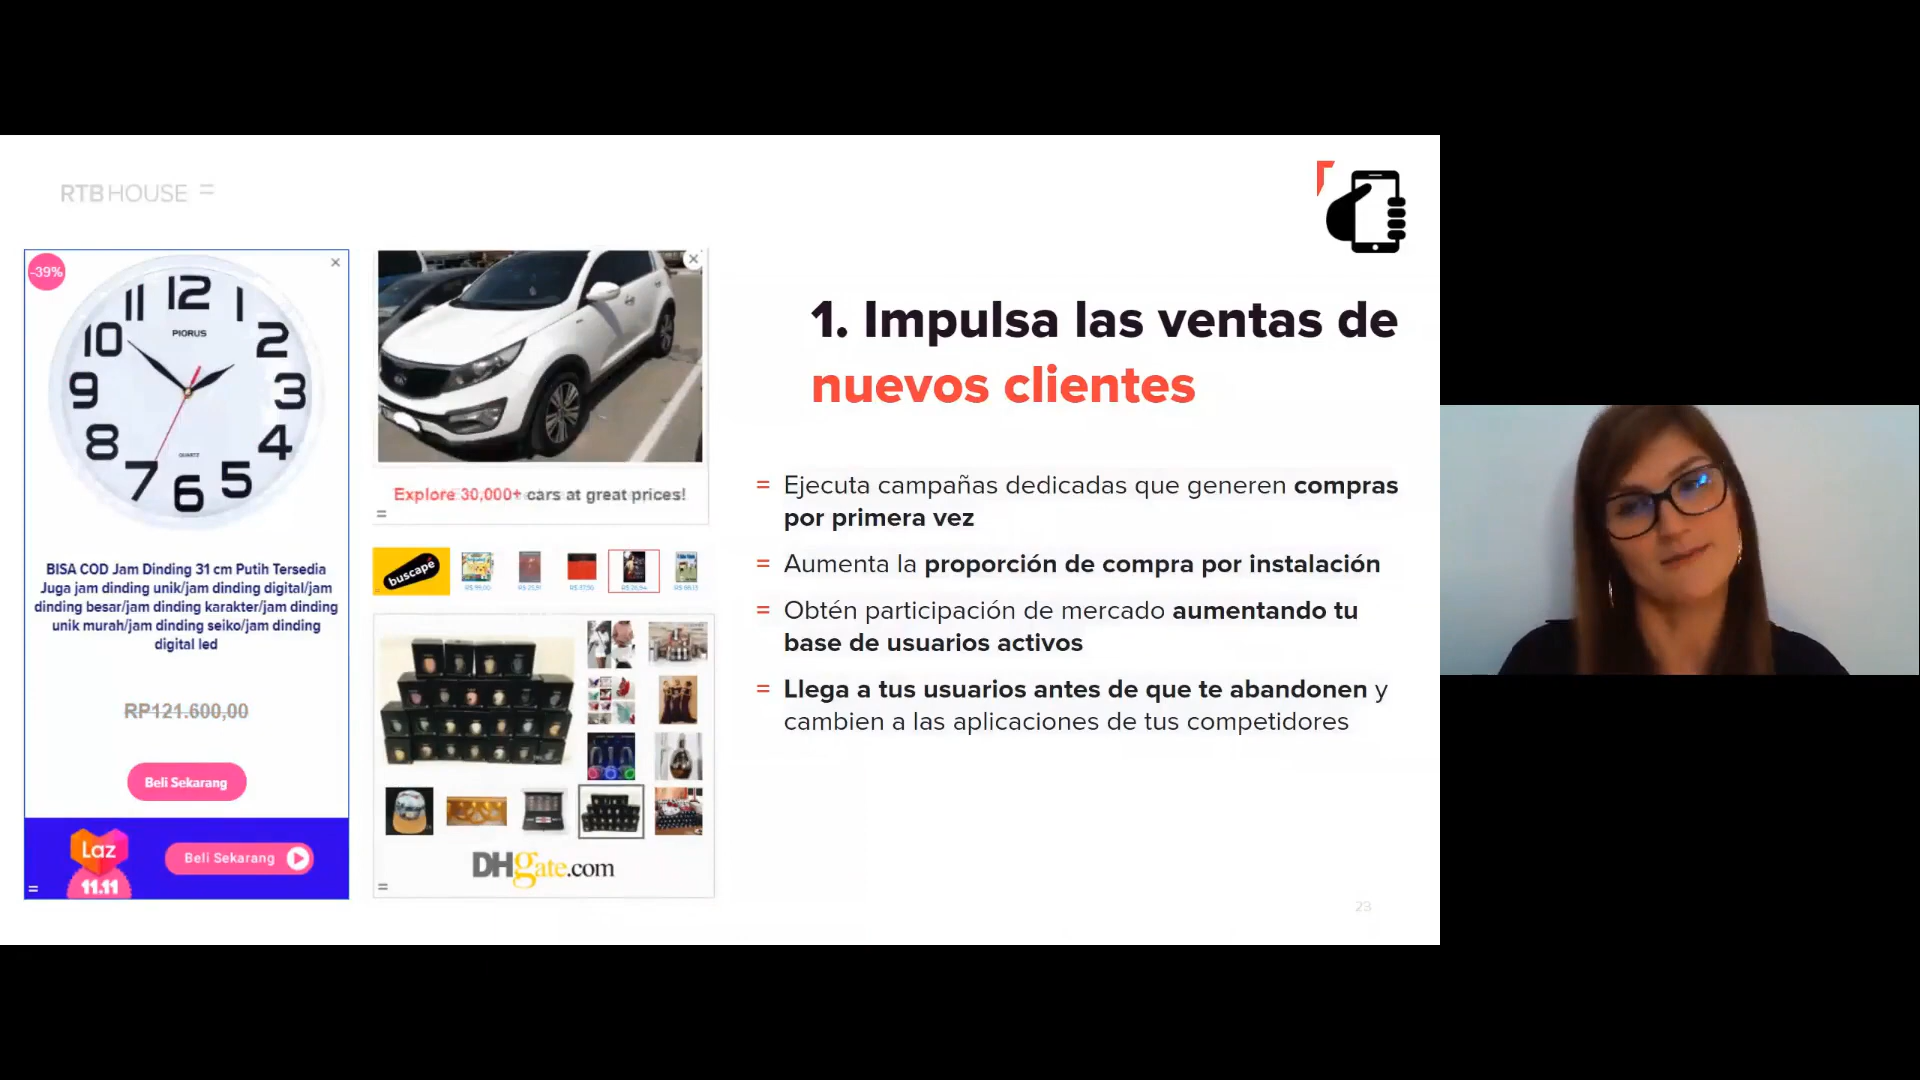 RTB HOUSE =
-39%
12
11
1
10
PIORUS
2
9
3
8
QUARTZ
4
7
5
6
BISA COD Jam Dinding 31 cm Putih Tersedia
Juga jam dinding unik/jam dinding digital/jam
dinding besar/jam dinding karakter/jam dinding
unik murah/jam dinding seiko/jam dinding
digital led
RP121.600,00
Beli Sekarang
Laz
11.11
Beli Sekarang
Explore 30,000+ cars at great prices!
buscapé
DHgate.com
1. Impulsa las ventas de
nuevos clientes
= Ejecuta campañas dedicadas que generen compras
por primera vez
= Aumenta la proporción de compra por instalación
= Obtén participación de mercado aumentando tu
base de usuarios activos
= Llega a tus usuarios antes de que te abandonen y
cambien a las aplicaciones de tus competidores
23